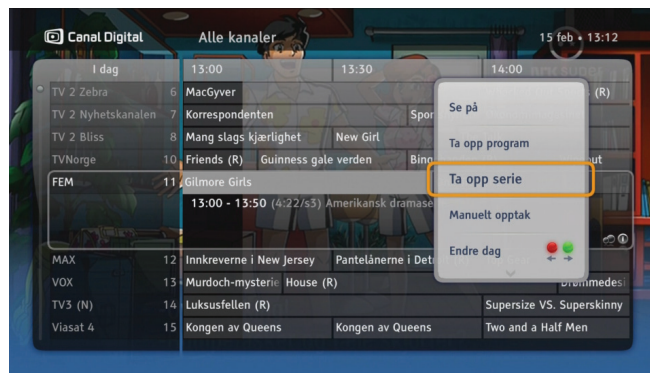 Canal Digital Alle kanaler 15 feb • 13:12
I dag 13:00 13:30 14:00
TV 2 Zebra 6 MacGyver (R)
TV 2 Nyhetskanalen 7 Korrespondenten
TV 2 Bliss 8 Mang slags kjærlighet New Girl
TVNorge 10 Friends (R) Guinness gale verden
FEM 11 Gilmore Girls
13:00 - 13:50 (4:22/s3) Amerikansk
MAX 12 Innkreverne i New Jersey Pantelånerne i
VOX 13 Murdoch-mysterie House (R)
TV3 (N) 14 Luksusfellen (R) Supersize VS. Superskinny
Viasat 4 15 Kongen av Queens Kongen av Queens Two and a Half Men
Se på
Ta opp program
Ta opp serie
Manuelt opptak
Endre dag